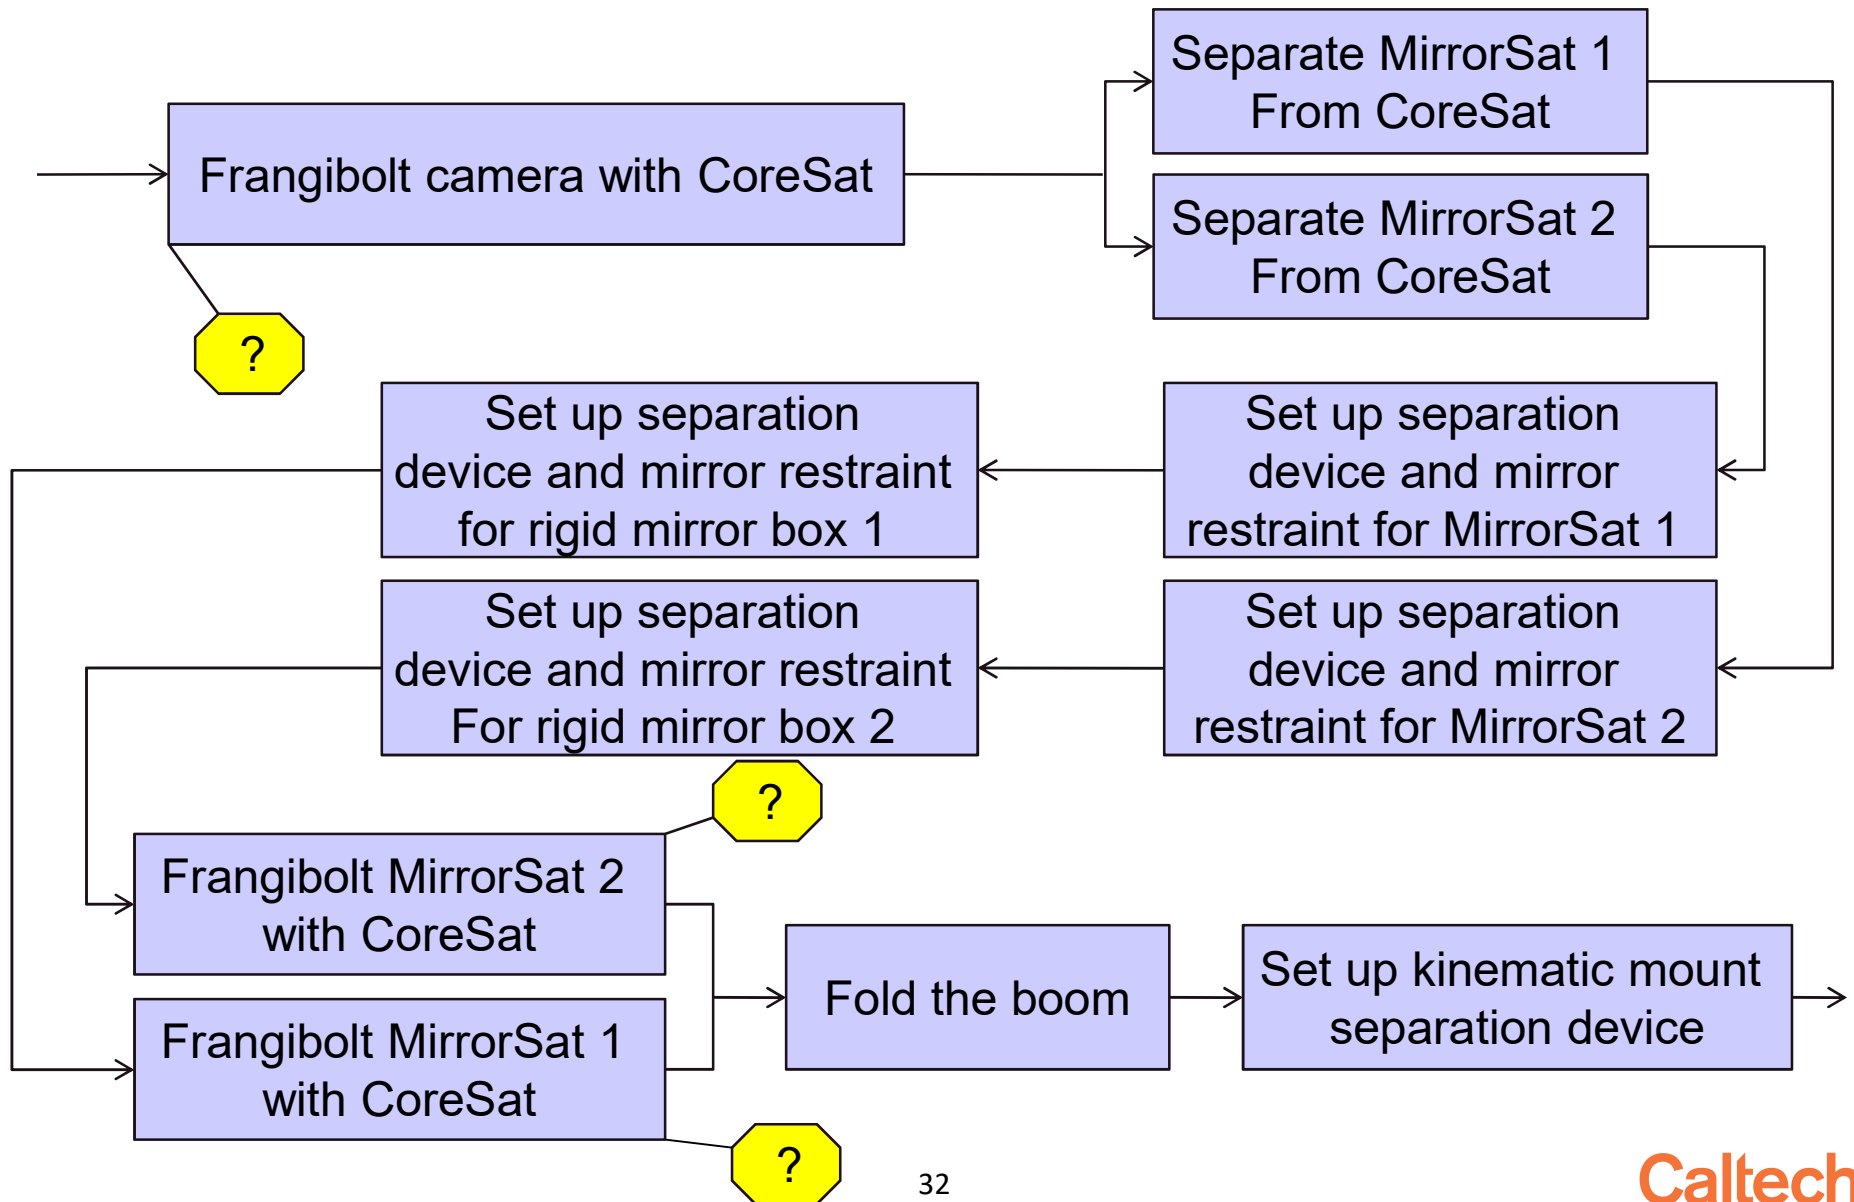 Separate MirrorSat 1
From CoreSat
Frangibolt camera with CoreSat
Separate MirrorSat 2
From CoreSat
?
Set up separation
device and mirror restraint
for rigid mirror box 1
Set up separation
device and mirror
restraint for MirrorSat 1
Set up separation
device and mirror restraint
For rigid mirror box 2
Set up separation
device and mirror
restraint for MirrorSat 2
?
Frangibolt MirrorSat 2
with CoreSat
Frangibolt MirrorSat 1
with CoreSat
Fold the boom
Set up kinematic mount
separation device
?
32
Caltech